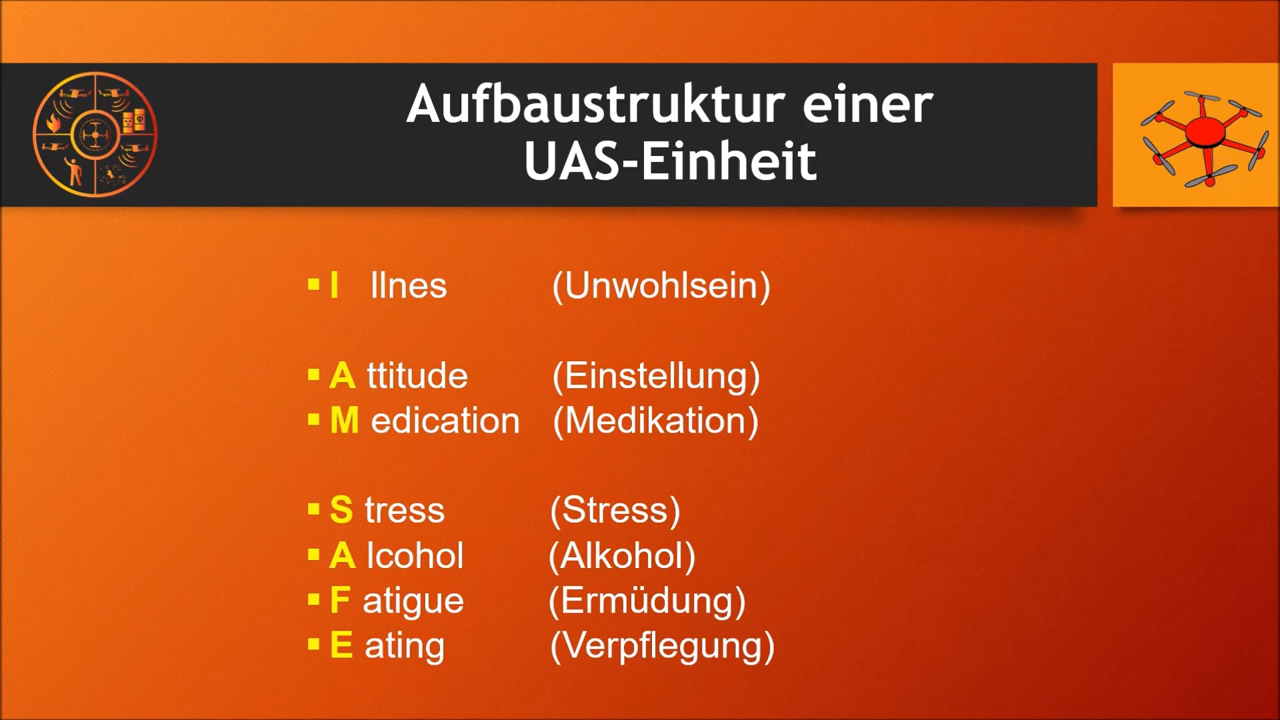 Aufbaustruktur einer
UAS-Einheit
▪ I llnes (Unwohlsein)
▪ A ttitude (Einstellung)
▪ M edication (Medikation)
▪ S tress (Stress)
▪ A lcohol (Alkohol)
▪ F atigue (Ermüdung)
▪ E ating (Verpflegung)